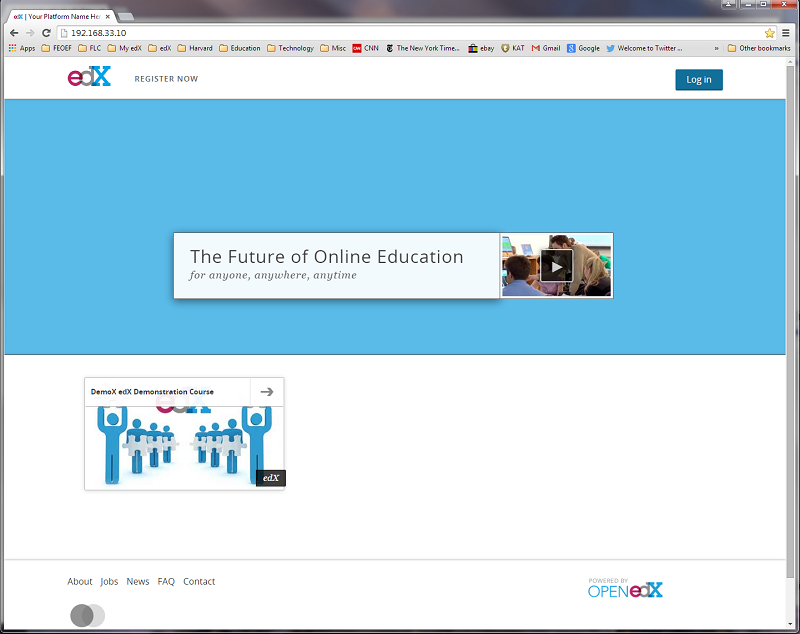 edX | Your Platform Name He
192.168.33.10
Apps FEOEF FLC My edX edX Harvard Education Technology Misc CNN The New York Time... ebay KAT Gmail Google Welcome to Twitter ... » Other bookmarks
edX REGISTER NOW Log in
The Future of Online Education
for anyone, anywhere, anytime
DemoX edX Demonstration Course
edX
edX
About Jobs News FAQ Contact
POWERED BY
OPEN edX